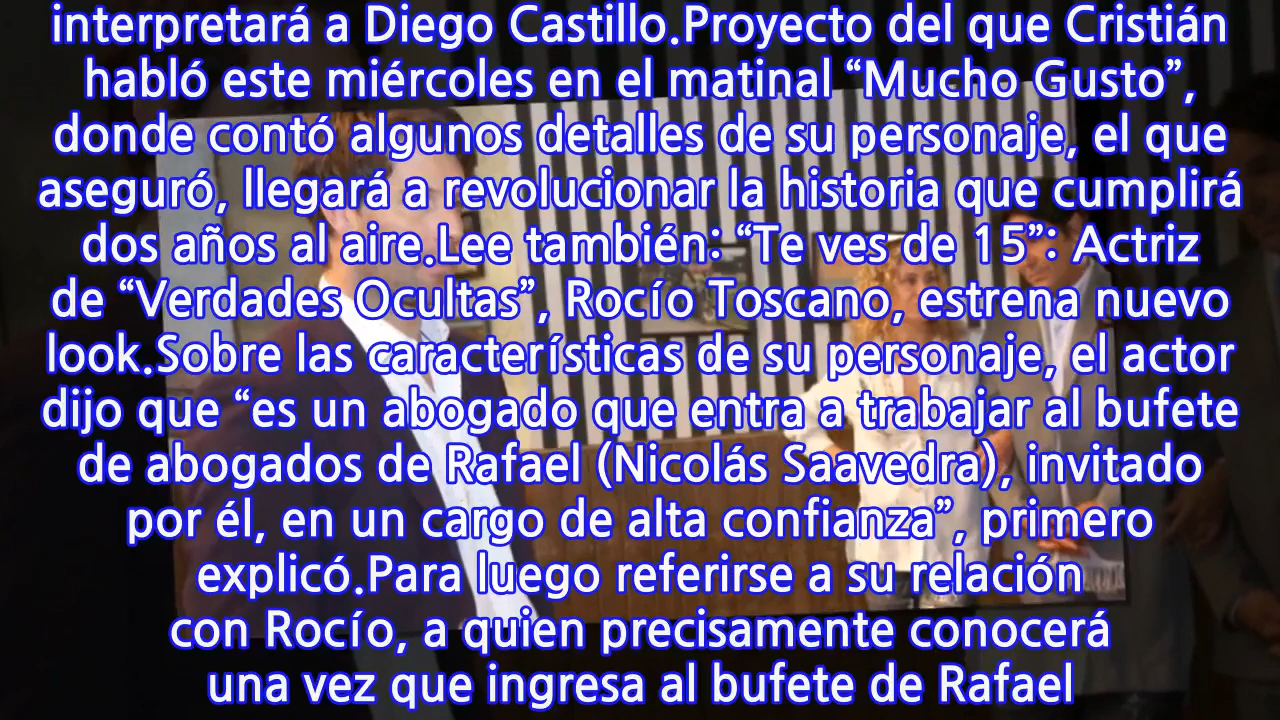 interpretará a Diego Castillo.Proyecto del que Cristián
habló este miércoles en el matinal “Mucho Gusto”,
donde contó algunos detalles de su personaje, el que
aseguró, llegará a revolucionar la historia que cumplirá
dos años al aire.Lee también: “Te ves de 15”: Actriz
de “Verdades Ocultas”, Rocío Toscano, estrena nuevo
look.Sobre las características de su personaje, el actor
dijo que “es un abogado que entra a trabajar al bufete
de abogados de Rafael (Nicolás Saavedra), invitado
por él, en un cargo de alta confianza”, primero
explicó.Para luego referirse a su relación
con Rocío, a quien precisamente conocerá
una vez que ingresa al bufete de Rafael